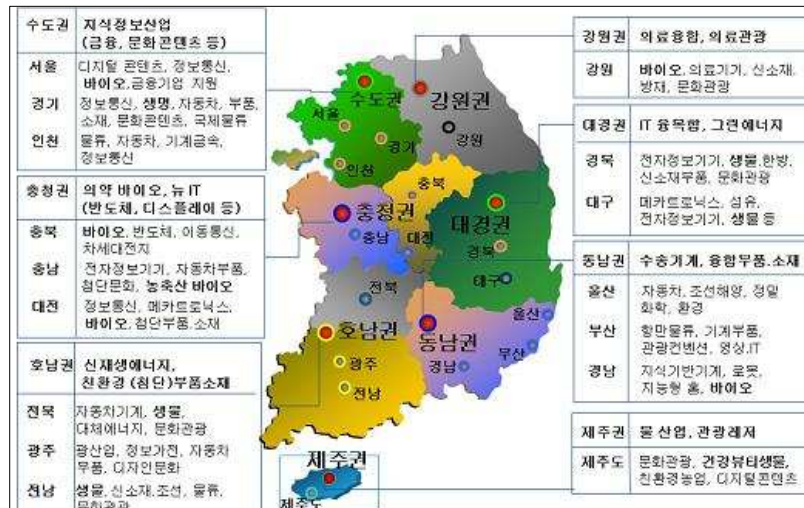 수도권 지식정보산업
(금융, 문화콘텐츠 등)
서울 디지털 콘텐츠, 정보통신,
바이오,금융기업 지원
경기 정보통신, 생명, 자동차, 부품,
소재, 문화콘텐츠, 국제물류
인천 물류, 자동차, 기계금속,
정보통신
충청권 의약 바이오, 뉴 IT
(반도체, 디스플레이 등)
충북 바이오, 반도체, 이동통신,
차세대전지
충남 전자정보기기, 자동차부품,
첨단문화, 농축산 바이오
대전 정보통신, 메카트로닉스,
바이오, 첨단부품.소재
호남권 신재생에너지,
친환경 (첨단)부품소재
전북 자동차기계, 생물,
대체에너지, 문화관광
광주 광산업, 정보가전, 자동차
부품, 디자인문화
전남 생물, 신소재.조선, 물류,
문화관광
수도권
서울
경기
인천
강원권
강원
충북
충청권
충남
대전
대경권
경북
대구
전북
호남권
광주
전남
동남권
울산
부산
경남
제주권
제주도
강원권 의료융합, 의료관광
강원 바이오, 의료기기, 신소재,
방재, 문화관광
대경권 IT 융복합, 그린에너지
경북 전자정보기기, 생물.한방,
신소재부품, 문화관광
대구 메카트로닉스, 섬유,
전자정보기기, 생물 등
동남권 수송기계, 융합부품.소재
울산 자동차, 조선해양, 정밀
화학, 환경
부산 항만물류, 기계부품,
관광컨벤션, 영상.IT
경남 지식기반기계, 로봇,
지능형 홈, 바이오
제주권 물 산업, 관광레저
제주도 문화관광, 건강뷰티생물,
친환경농업, 디지털콘텐츠